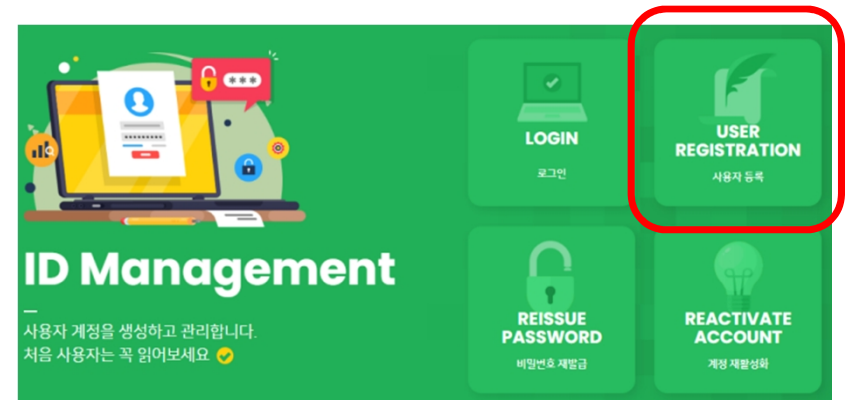 ***
ID Management
사용자 계정을 생성하고 관리합니다.
처음 사용자는 꼭 읽어보세요
LOGIN
로그인
USER
REGISTRATION
사용자 등록
REISSUE
PASSWORD
비밀번호 재발급
REACTIVATE
ACCOUNT
계정 재활성화